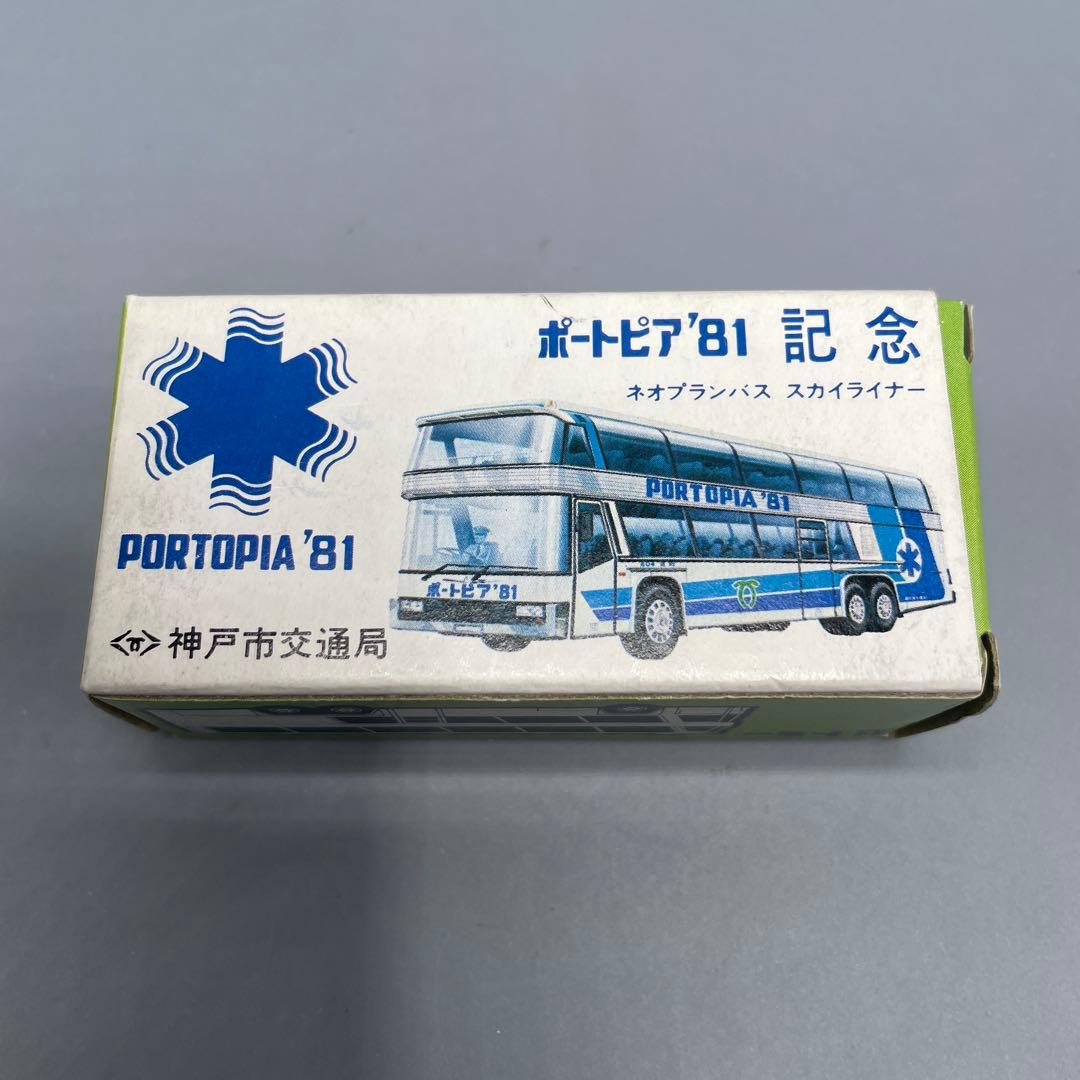 ポートピア'81 記念
ネオプランバス スカイライナー
PORTOPIA '81
PORTOPIA '81
ポートピア'81
神戸市交通局